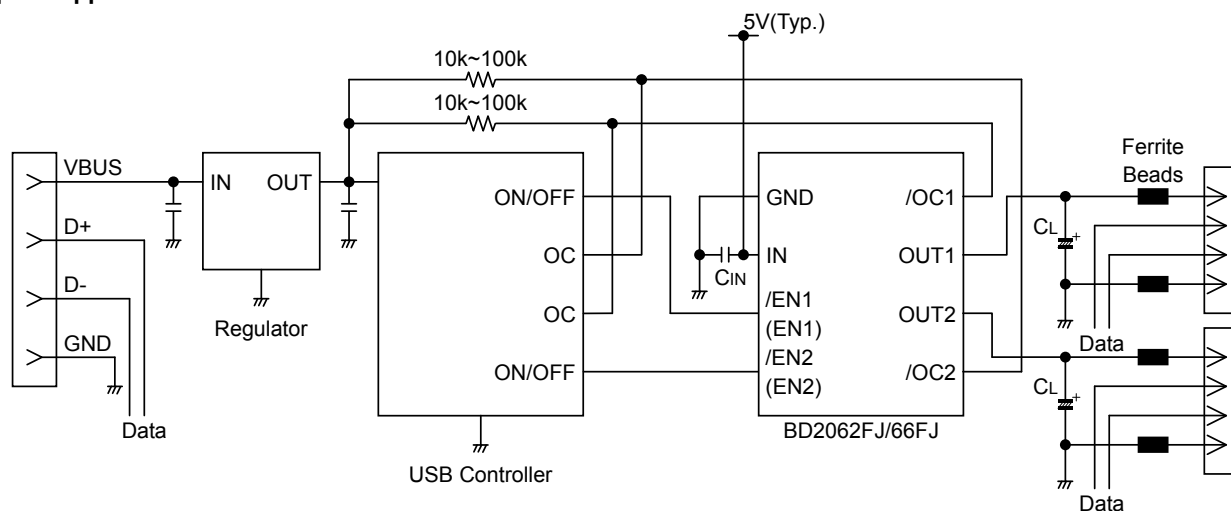 5V(Typ.)
10k~100k
10k~100k
VBUS
D+
D-
GND
Data
IN
OUT
Regulator
ON/OFF
OC
OC
ON/OFF
USB Controller
GND
IN
/EN1
(EN1)
/EN2
(EN2)
/OC1
OUT1
OUT2
/OC2
BD2062FJ/66FJ
CIN
Ferrite
Beads
CL
+
Data
CL
+
Data